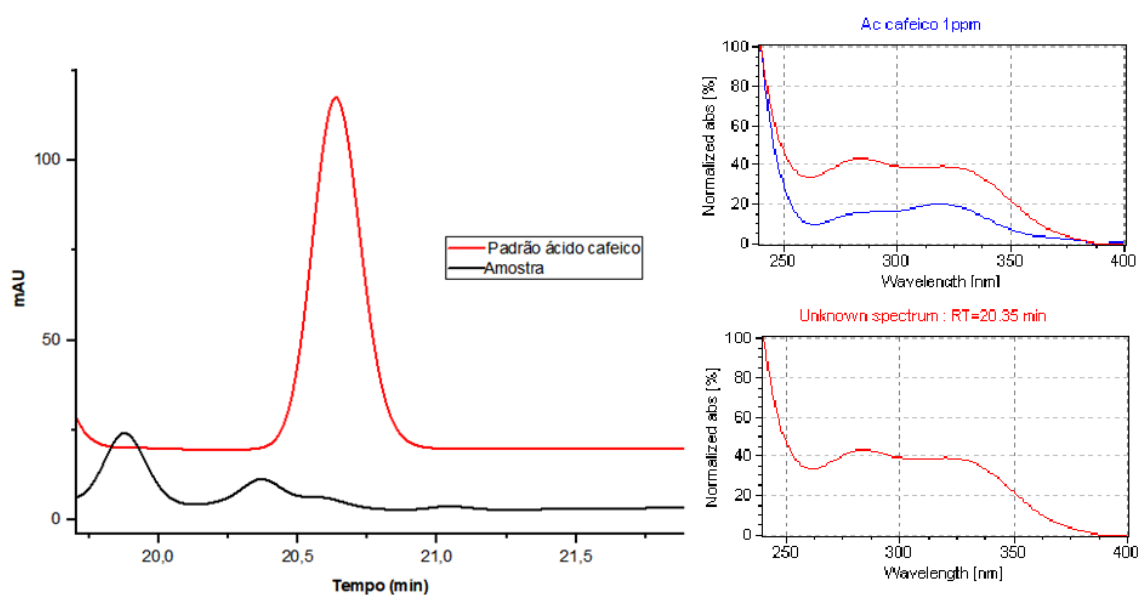 mAU
100
50
0
20,0
20,5
21,0
21,5
Tempo (min)
Padrão ácido cafeico
Amostra
Ac cafeico 1ppm
Normalized abs [%]
100
80
60
40
20
0
250
300
350
400
Wavelength [nm]
Unknown spectrum : RT=20.35 min
Normalized abs [%]
100
80
60
40
20
0
250
300
350
400
Wavelength [nm]